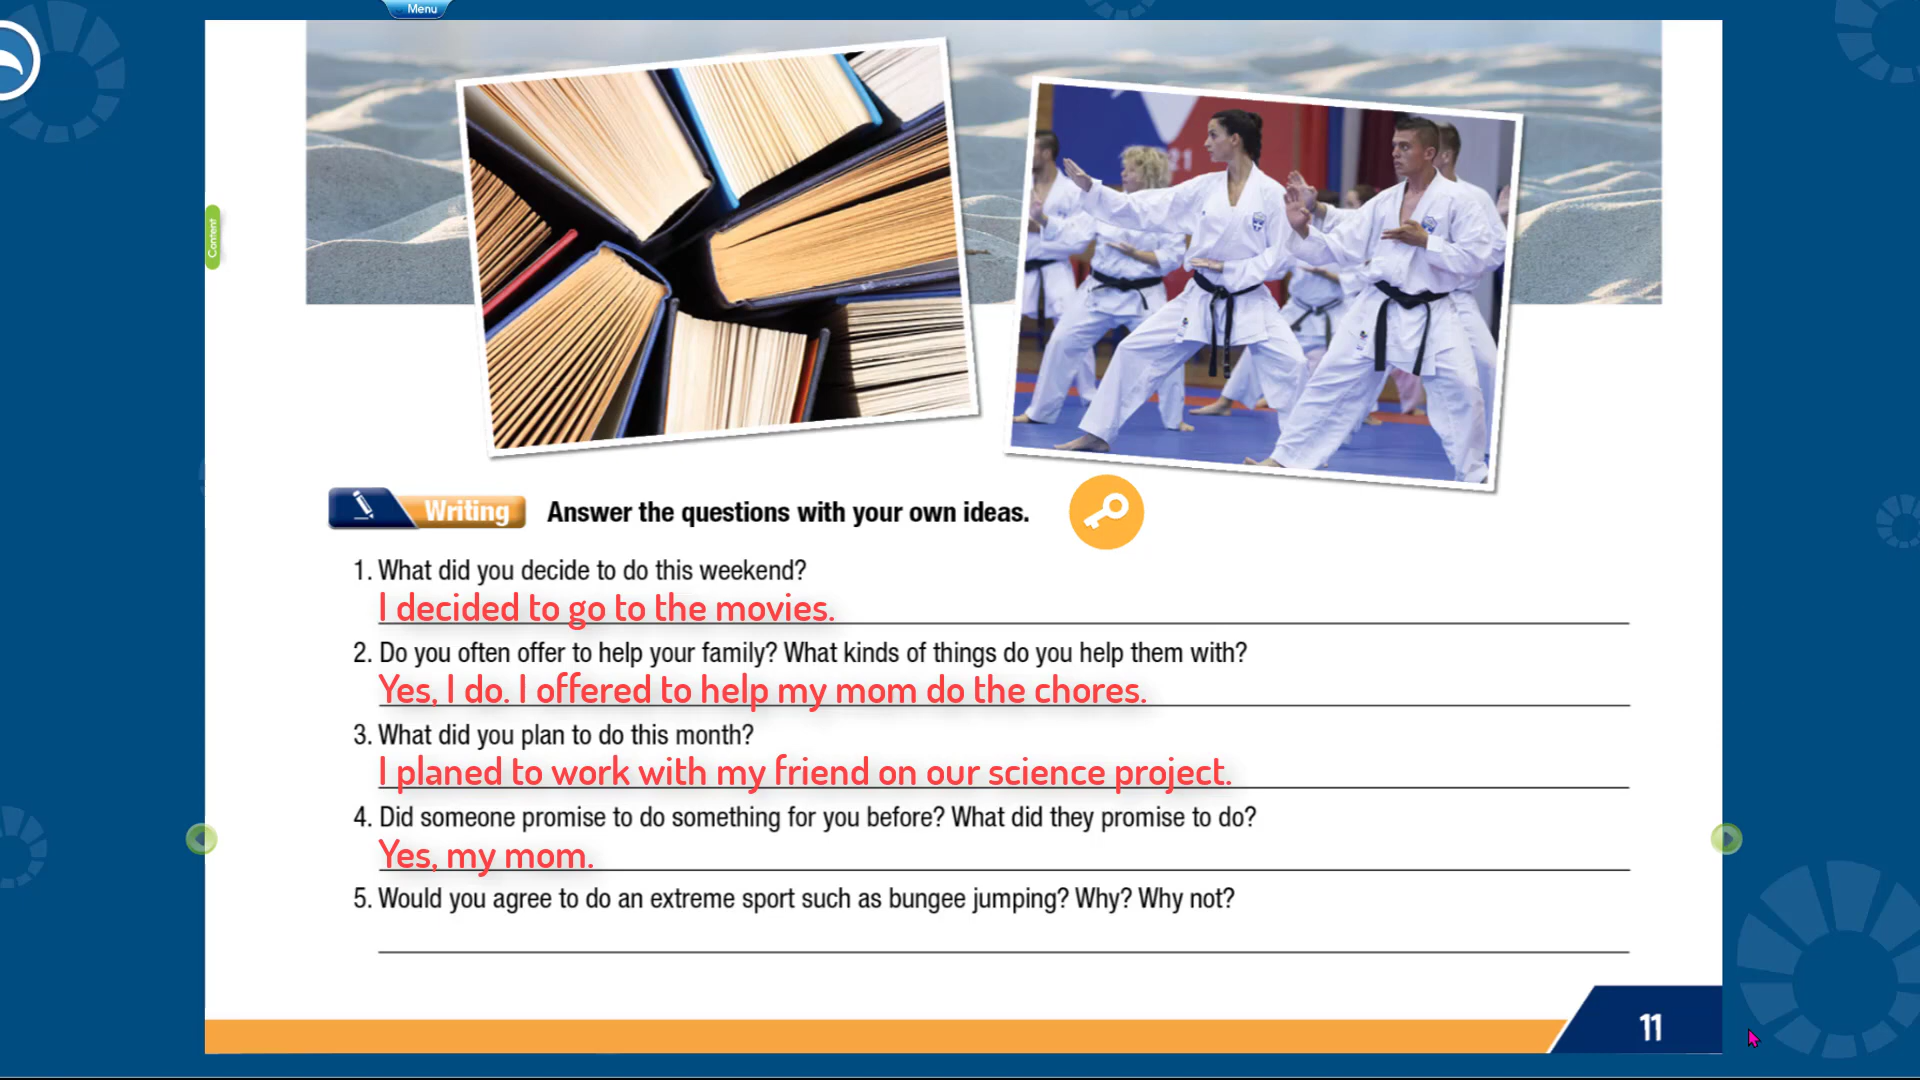 Menu
Content
21
Writing Answer the questions with your own ideas.
1. What did you decide to do this weekend?
I decided to go to the movies.
2. Do you often offer to help your family? What kinds of things do you help them with?
Yes, I do. I offered to help my mom do the chores.
3. What did you plan to do this month?
I planed to work with my friend on our science project.
4. Did someone promise to do something for you before? What did they promise to do?
Yes, my mom.
5. Would you agree to do an extreme sport such as bungee jumping? Why? Why not?
11